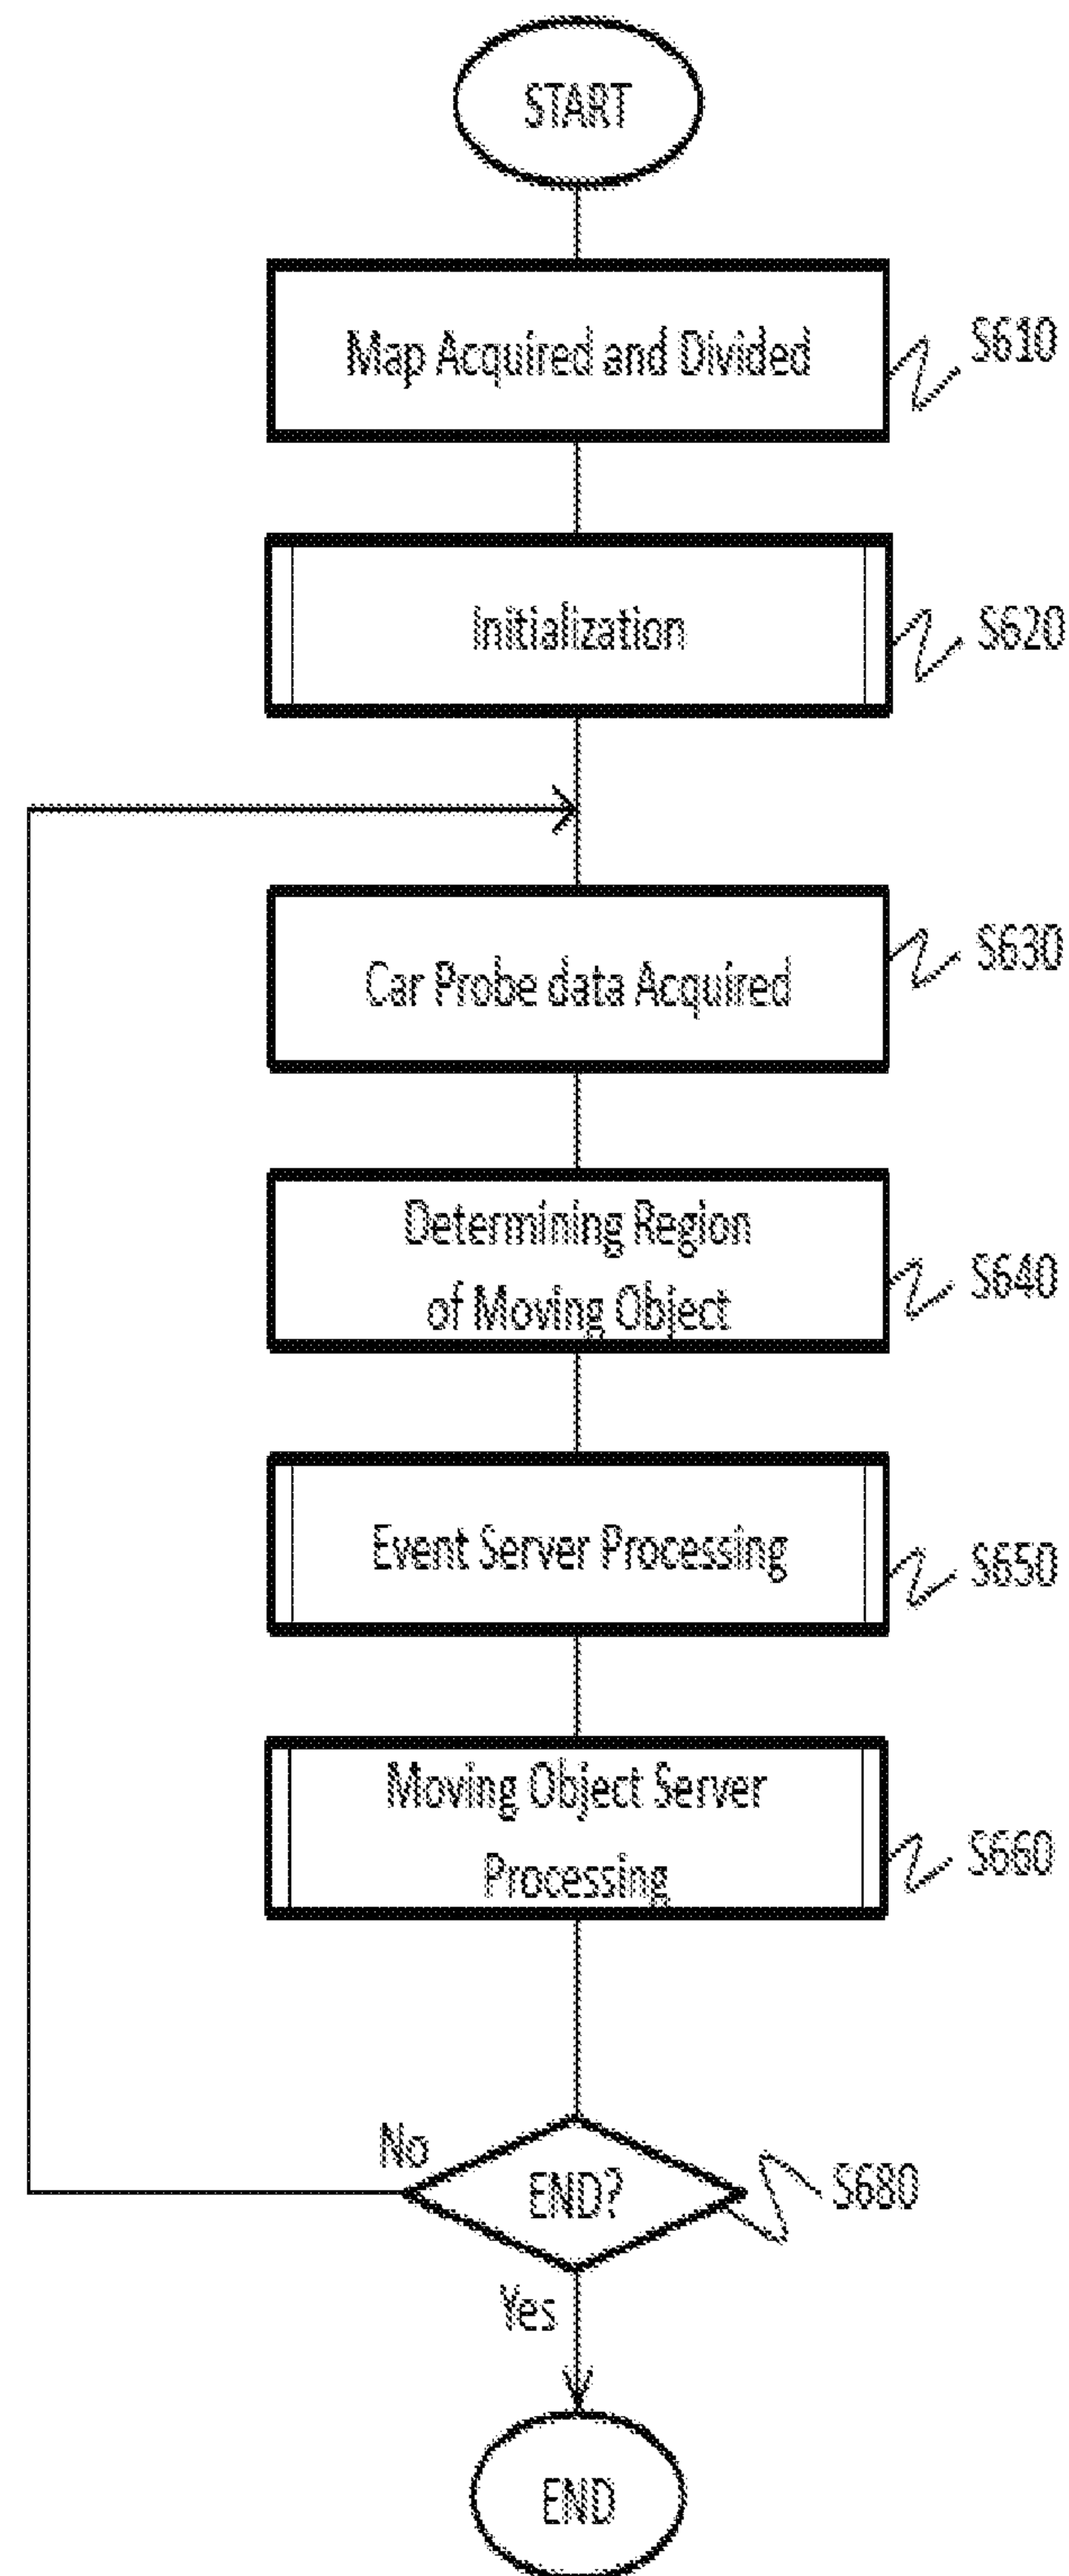 START
Map Acquired and Divided
S610
Initialization
S620
Car Probe data Acquired
S630
Determining Region
of Moving Object
S640
Event Server Processing
S650
Moving Object Server
Processing
S660
No
END?
S680
Yes
END